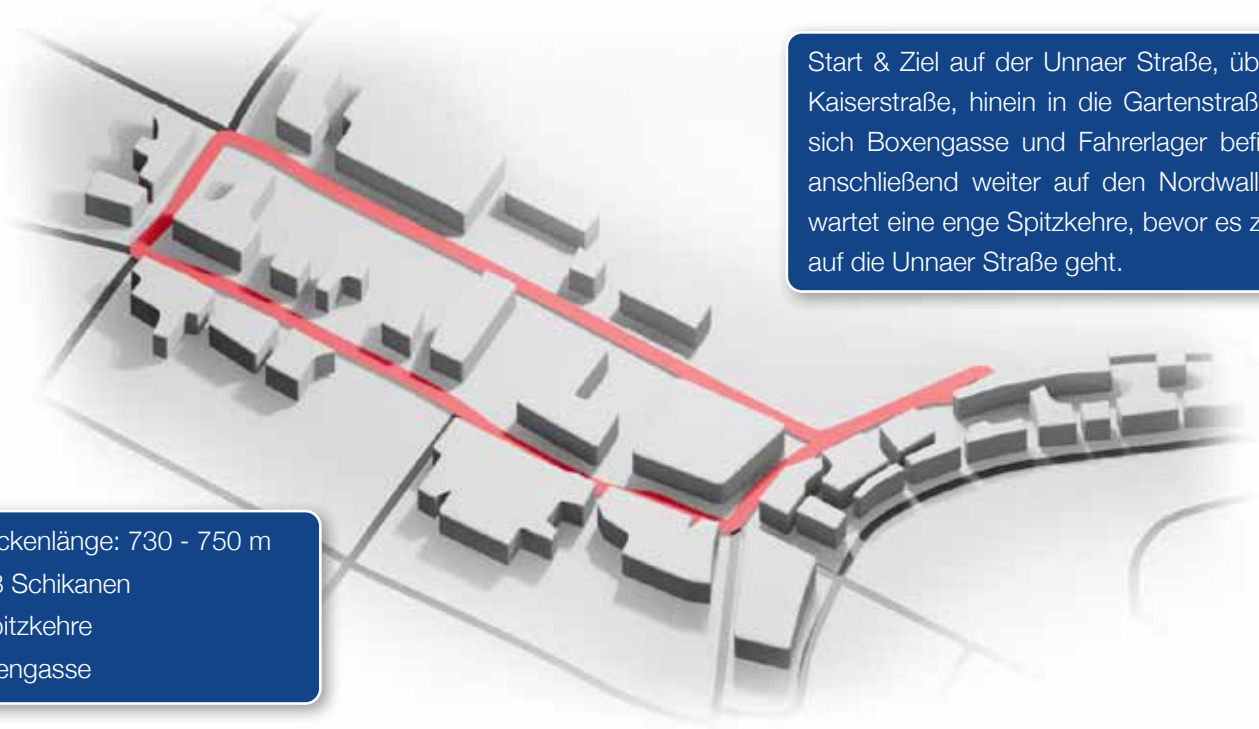 Start & Ziel auf der Unnaer Straße, üb
Kaiserstraße, hinein in die Gartenstraß
sich Boxengasse und Fahrerlager befi
anschließend weiter auf den Nordwall
wartet eine enge Spitzkehre, bevor es z
auf die Unnaer Straße geht.
ckenlänge: 730 - 750 m
3 Schikanen
pitzkehre
engasse